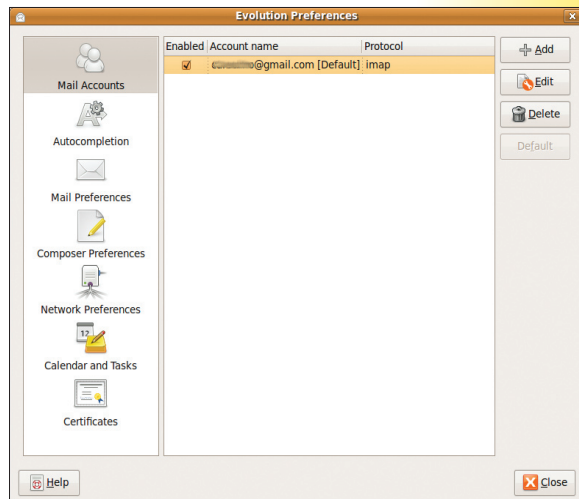 Evolution Preferences
Mail Accounts
Autocompletion
Mail Preferences
Composer Preferences
Network Preferences
12
Calendar and Tasks
Certificates
Enabled Account name Protocol
@gmail.com [Default] imap
Add
Edit
Delete
Default
Help
Close